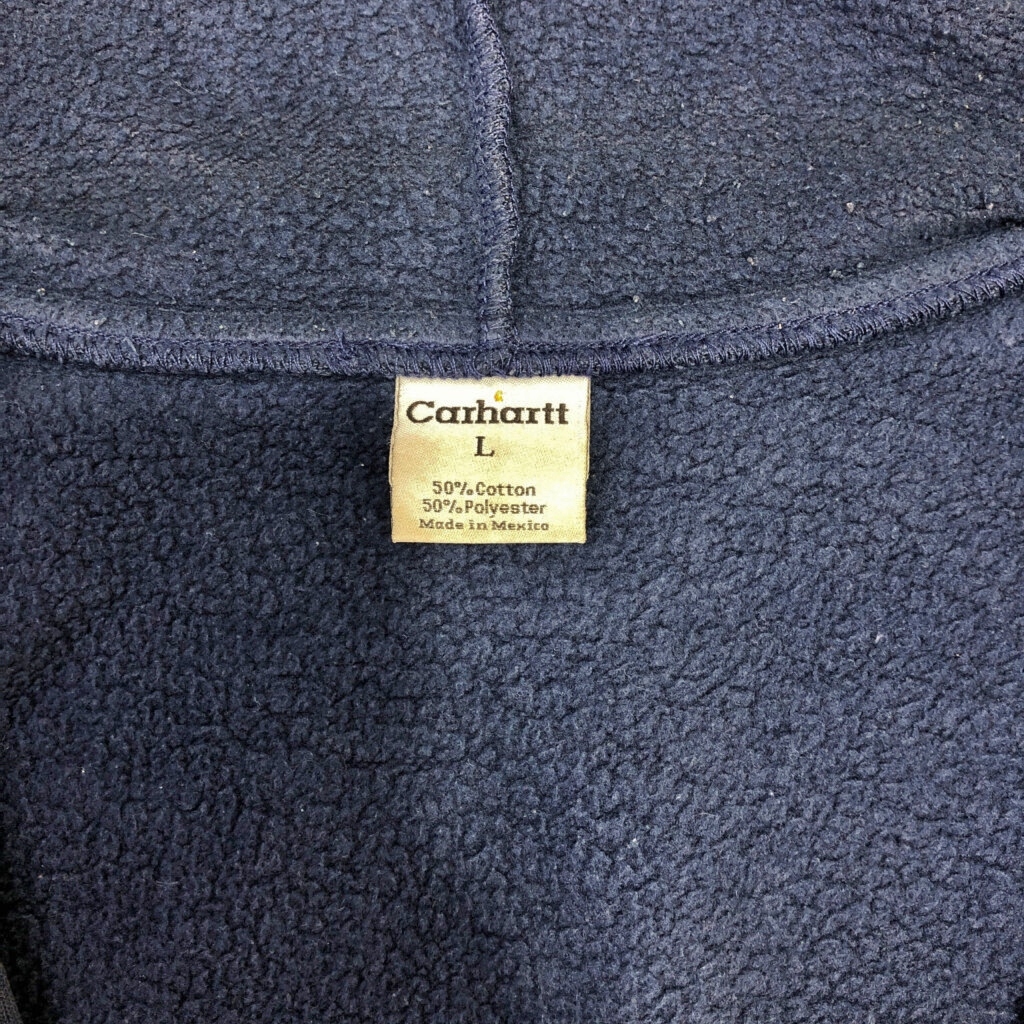 Carhartt
L
50% Cotton
50% Polyester
Made in Mexico